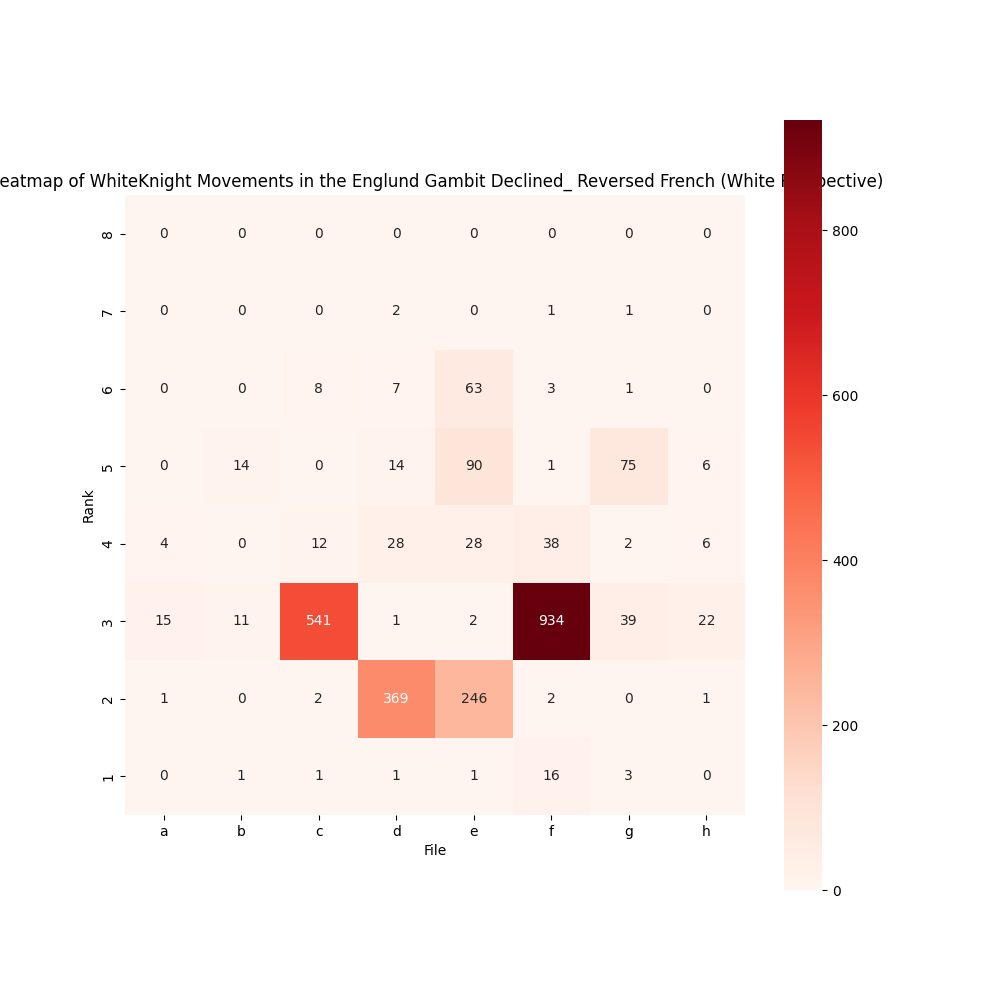 eatmap of WhiteKnight Movements in the Englund Gambit Declined_ Reversed French (White pective)
8 0 0 0 0 0 0 0 0
7 0 0 0 2 0 1 1 0
6 0 0 8 7 63 3 1 0
5 0 14 0 14 90 1 75 6
4 4 0 12 28 28 38 2 6
3 15 11 541 1 2 934 39 22
2 1 0 2 369 246 2 0 1
1 0 1 1 1 1 16 3 0
a b c d e f g h
File
Rank
800
600
400
200
0